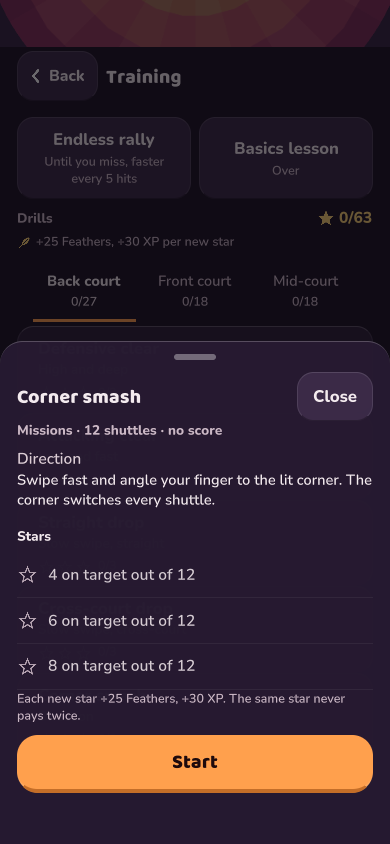 Back
Training
Endless rally
Until you miss, faster
every 5 hits
Basics lesson
Over
Drills
0/63
+25 Feathers, +30 XP per new star
Back court
0/27
Front court
0/18
Mid-court
0/18
Corner smash
Close
Missions · 12 shuttles · no score
Direction
Swipe fast and angle your finger to the lit corner. The
corner switches every shuttle.
Stars
4 on target out of 12
6 on target out of 12
8 on target out of 12
Each new star +25 Feathers, +30 XP. The same star never
pays twice.
Start